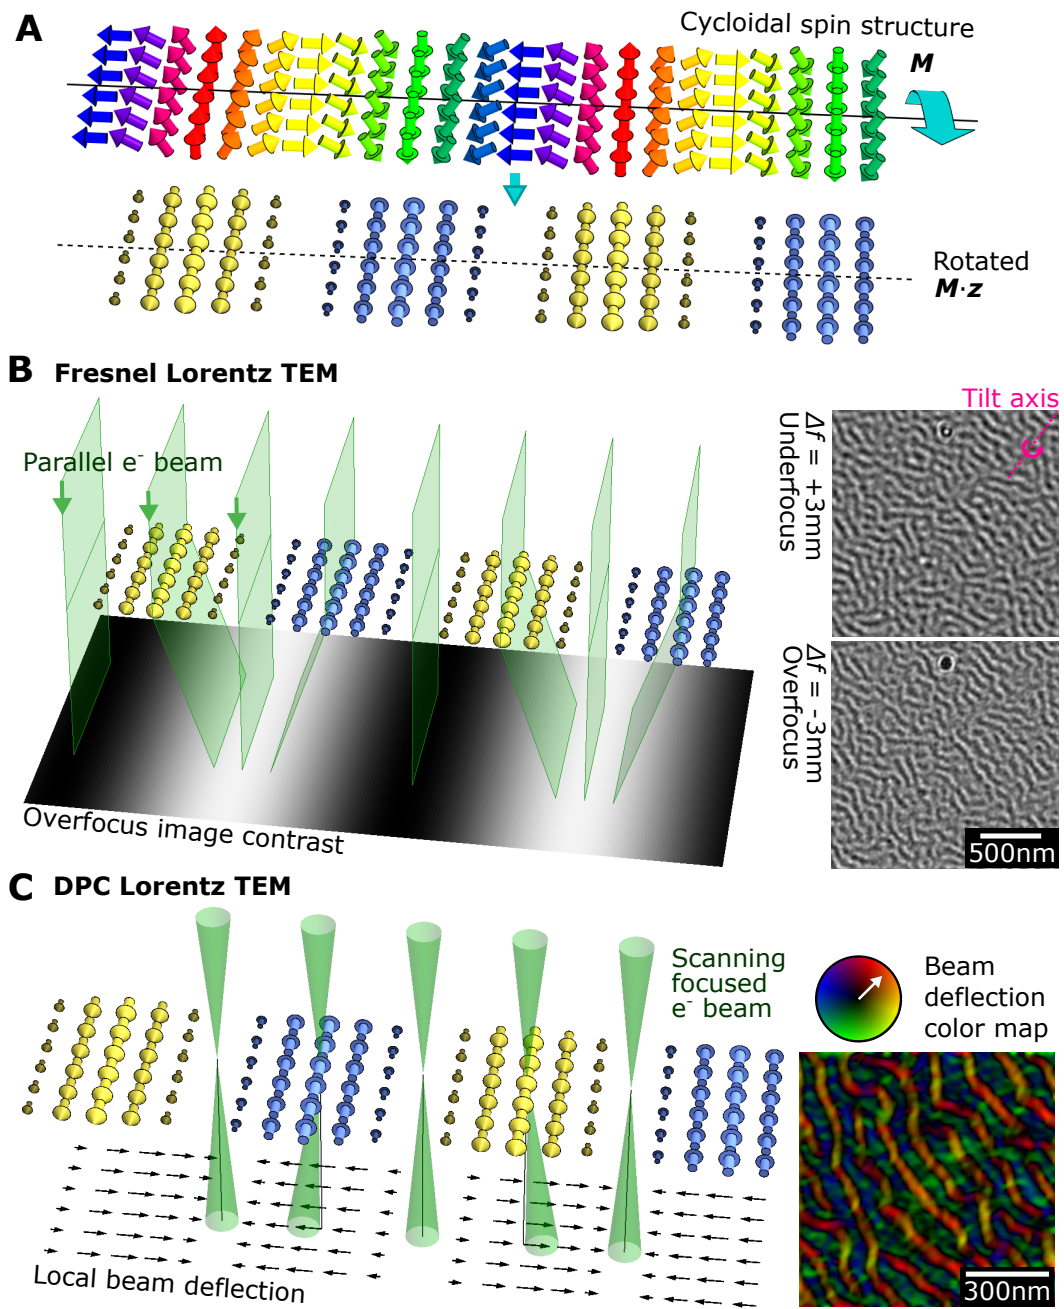 A
Cycloidal spin structure
M
Rotated
M·z
B Fresnel Lorentz TEM
Parallel e⁻ beam
Overfocus image contrast
Tilt axis
Δf = +3mm
Underfocus
Δf = -3mm
Overfocus
500nm
C DPC Lorentz TEM
Scanning
focused
e⁻ beam
Beam
deflection
color map
Local beam deflection
300nm